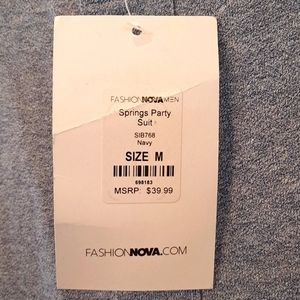 FASHIONNOVAMEN
Springs Party
Suit
SIB768
Navy
SIZE M
698183
MSRP: $39.99
FASHIONNOVA.COM